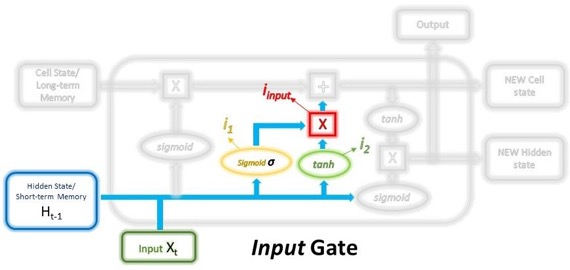 Output
Cell State/
Long-term
Memory
X
+
NEW Cell
state
i_input
X
tanh
i_1
sigmoid
Sigmoid σ
tanh
i_2
X
NEW Hidden
state
Hidden State/
Short-term Memory
H_t-1
sigmoid
Input X_t
Input Gate